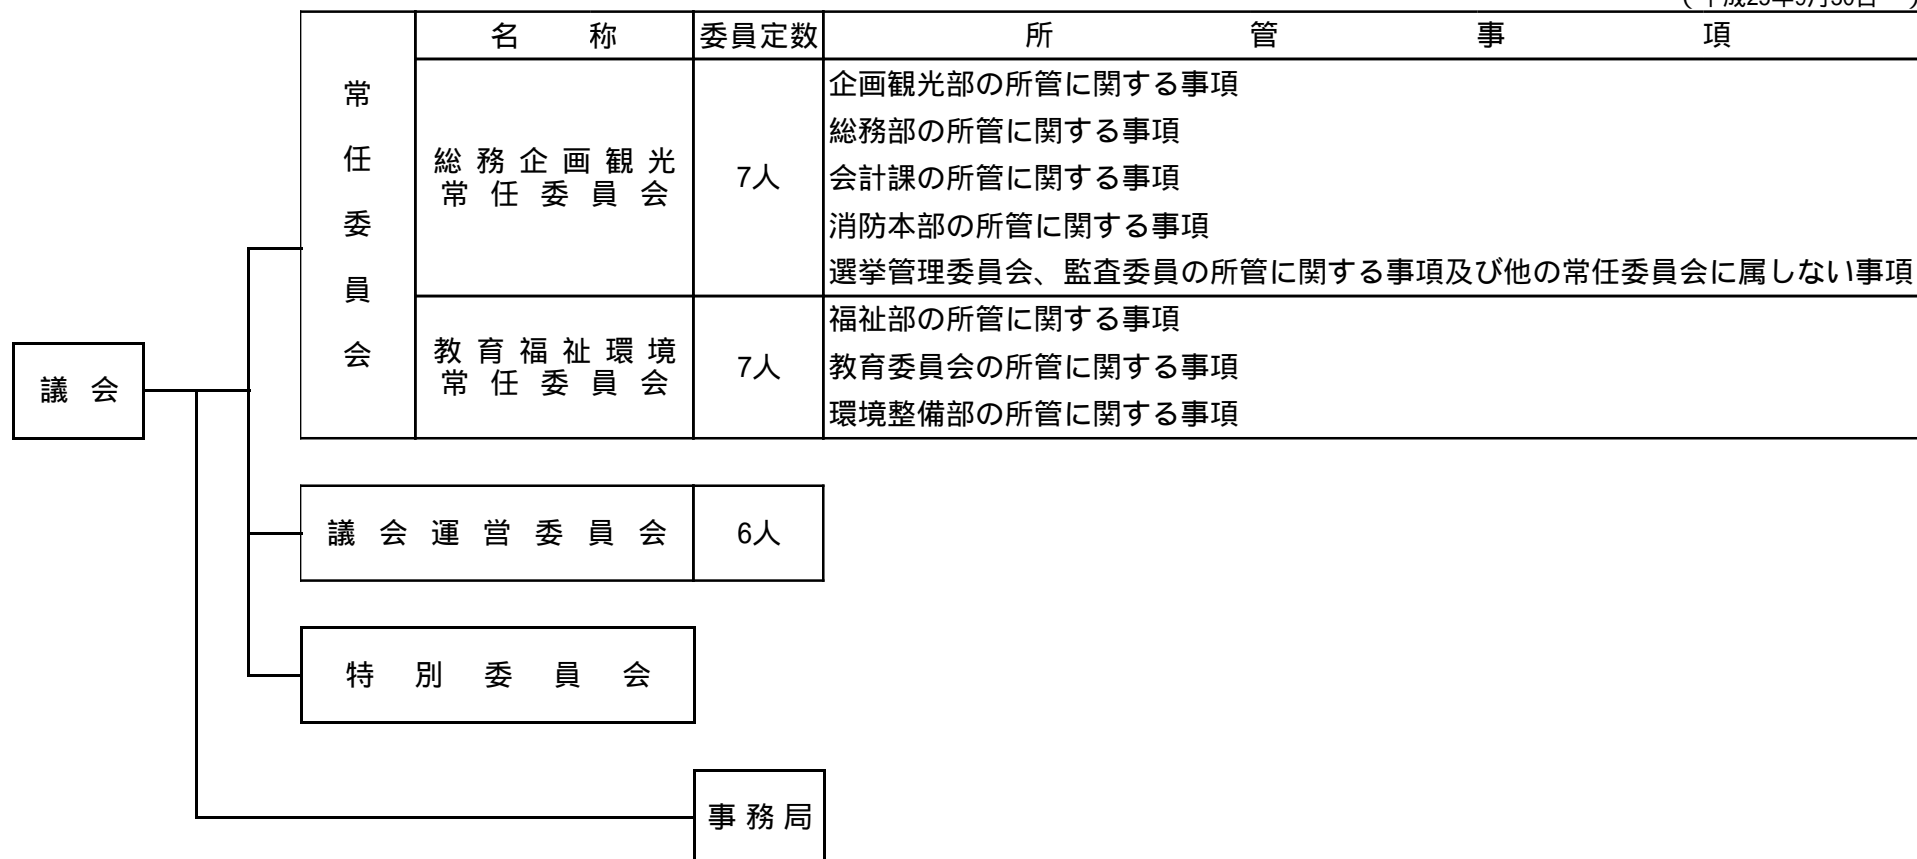 名称 委員定数 所管事項
常任委員会
総務企画観光
常任委員会
7人
企画観光部の所管に関する事項
総務部の所管に関する事項
会計課の所管に関する事項
消防本部の所管に関する事項
選挙管理委員会、監査委員の所管に関する事項及び他の常任委員会に属しない事項
教育福祉環境
常任委員会
7人
福祉部の所管に関する事項
教育委員会の所管に関する事項
環境整備部の所管に関する事項
議会
議会運営委員会 6人
特別委員会
事務局